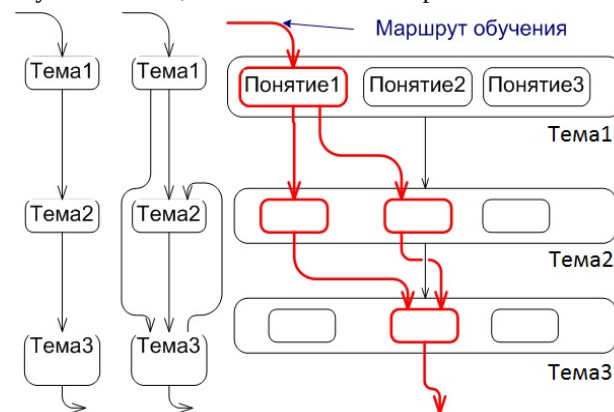 Маршрут обучения
Тема1
Тема1
Понятие1
Понятие2
Понятие3
Тема1
Тема2
Тема2
Тема2
Тема3
Тема3
Тема3